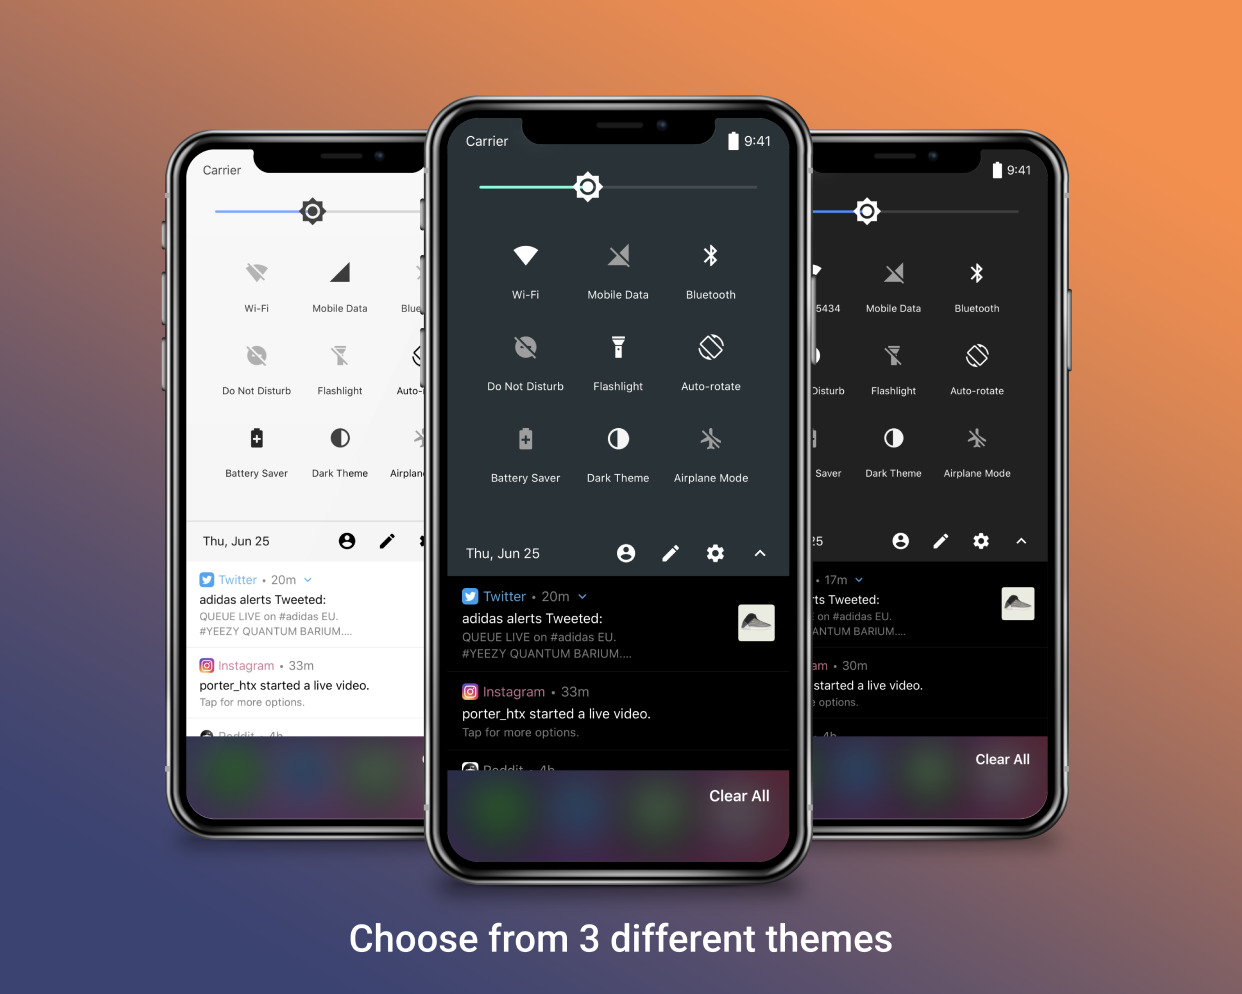 Carrier
Wi-Fi
Mobile Data
Do Not Disturb
Flashlight
Battery Saver
Dark Theme
Thu, Jun 25
Twitter • 20m
adidas alerts Tweeted:
QUEUE LIVE on #adidas EU.
#YEEZY QUANTUM BARIUM....
Instagram • 33m
porter_htx started a live video.
Tap for more options.
Reddit • 4h
Carrier 9:41
Wi-Fi Mobile Data Bluetooth
Do Not Disturb Flashlight Auto-rotate
Battery Saver Dark Theme Airplane Mode
Thu, Jun 25
Twitter • 20m
adidas alerts Tweeted:
QUEUE LIVE on #adidas EU.
#YEEZY QUANTUM BARIUM....
Instagram • 33m
porter_htx started a live video.
Tap for more options.
Reddit • 4h
Clear All
9:41
5434 Mobile Data Bluetooth
Disturb Flashlight Auto-rotate
Saver Dark Theme Airplane Mode
25
• 17m
ts Tweeted:
on #adidas EU.
ANTUM BARIUM....
am • 30m
started a live video.
options.
• 4h
Clear All
Choose from 3 different themes